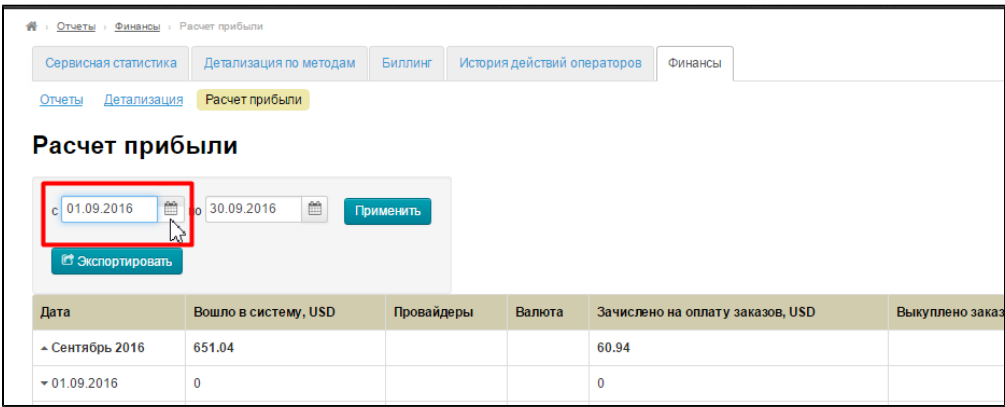 Отчеты › Финансы › Расчет прибыли
Сервисная статистика Детализация по методам Биллинг История действий операторов Финансы
Отчеты Детализация Расчет прибыли
Расчет прибыли
с 01.09.2016 по 30.09.2016 Применить
Экспортировать
Дата Вошло в систему, USD Провайдеры Валюта Зачислено на оплату заказов, USD Выкуплено заказ
Сентябрь 2016 651.04 60.94
01.09.2016 0 0